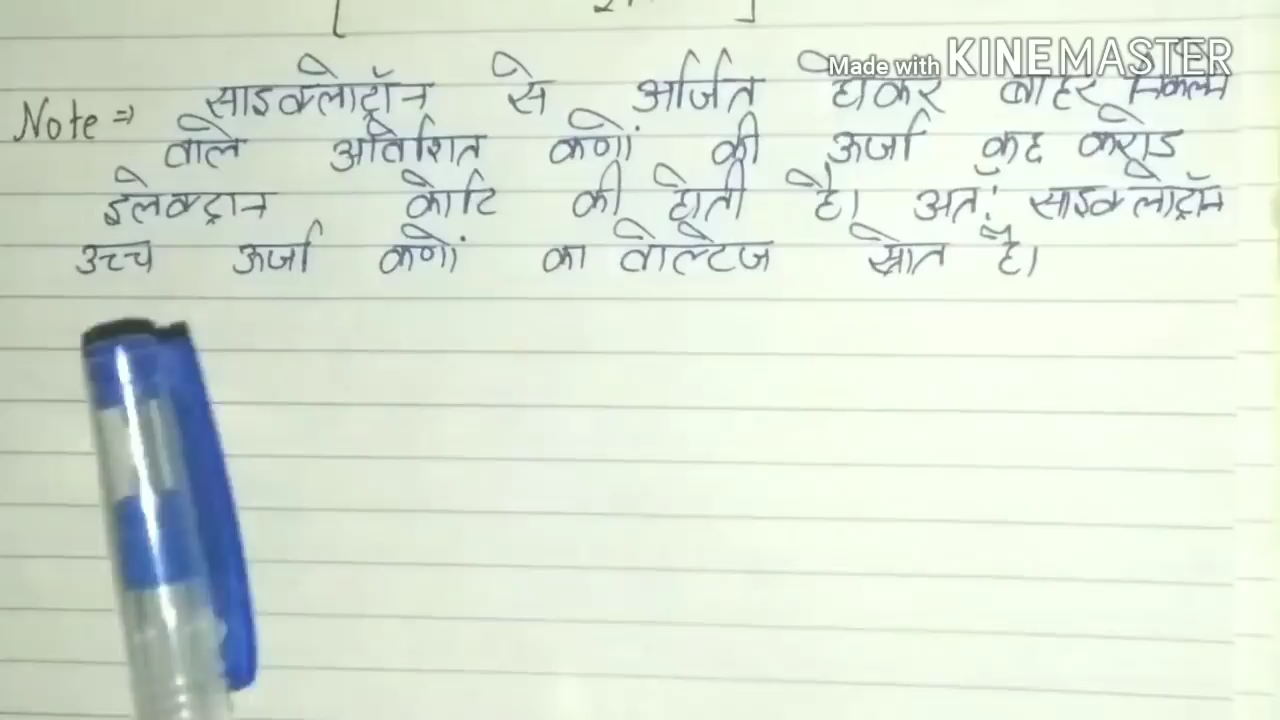 Made with KINEMASTER
Note ⇒ साइक्लोट्रॉन से अर्जित होकर बाहर निकलने
वाले आवेशित कणों की ऊर्जा कुछ करोड़
इलेक्ट्रान कोटि की होती है। अत: साइक्लोट्रॉन
उच्च ऊर्जा कणों का वोल्टेज स्रोत है।